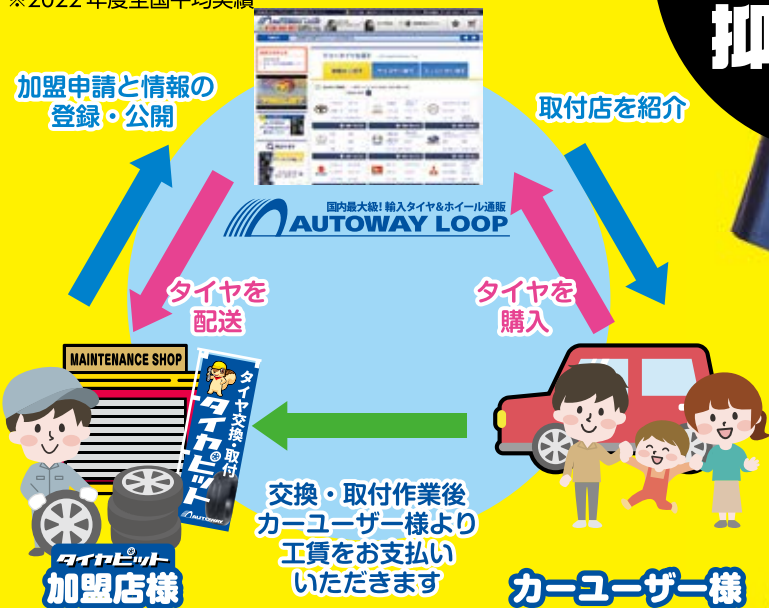 ※2022年度全国平均実績
抑
AUTOWAY LOOP
加盟申請と情報の
登録・公開
取付店を紹介
国内最大級!輸入タイヤ&ホイール通販
AUTOWAY LOOP
タイヤを
配送
タイヤを
購入
MAINTENANCE SHOP
タイヤ交換・取付
タイヤピット
AUTOWAY
交換・取付作業後
カーユーザー様より
工賃をお支払い
いただきます
タイヤピット
加盟店様
カーユーザー様